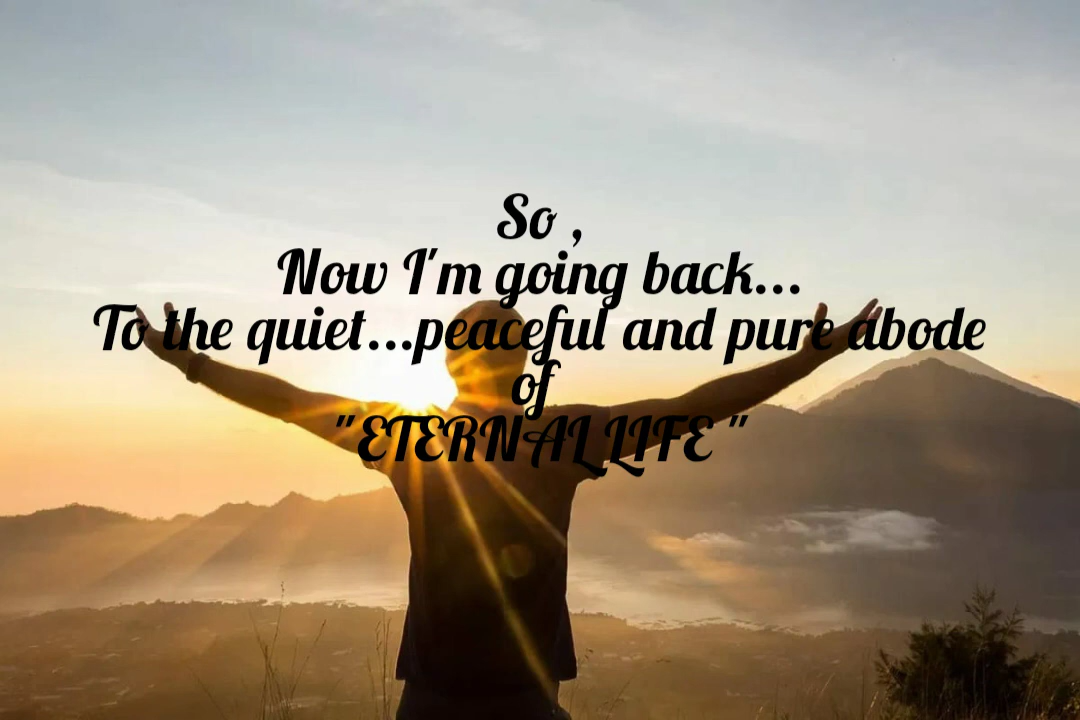 So ,
Now I'm going back...
To the quiet...peaceful and pure abode
of
"ETERNAL LIFE "